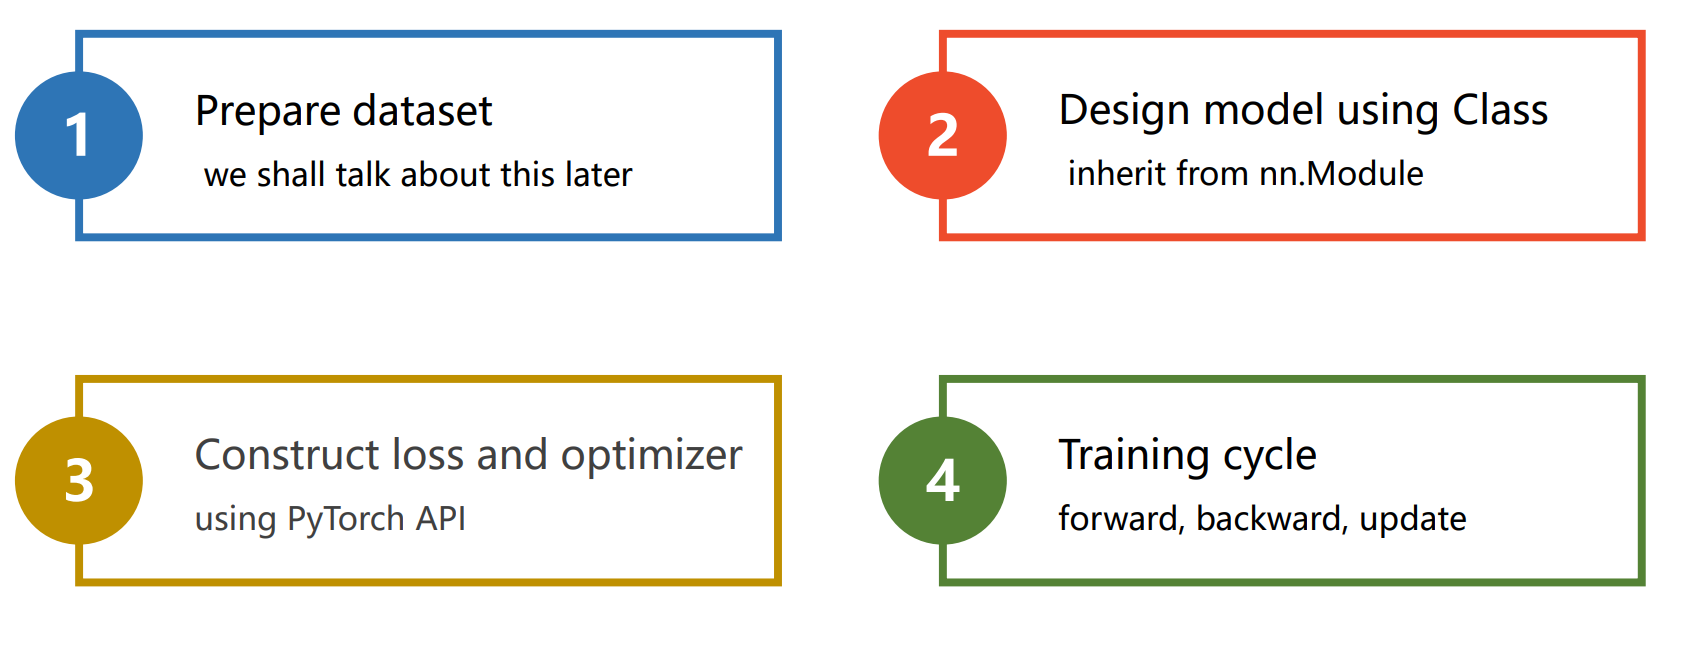 1
Prepare dataset
we shall talk about this later
2
Design model using Class
inherit from nn.Module
3
Construct loss and optimizer
using PyTorch API
4
Training cycle
forward, backward, update